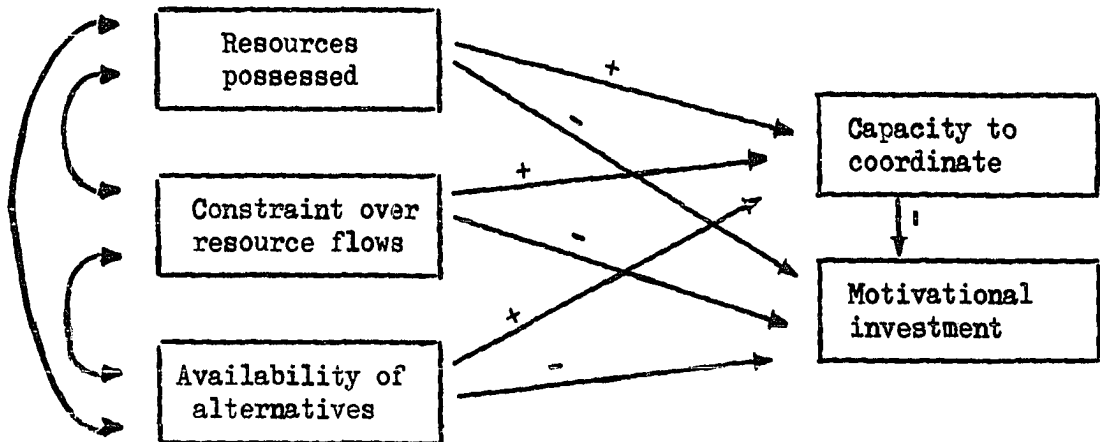 Resources
possessed
Constraint over
resource flows
Availability of
alternatives
+
-
+
-
+
-
Capacity to
coordinate
Motivational
investment